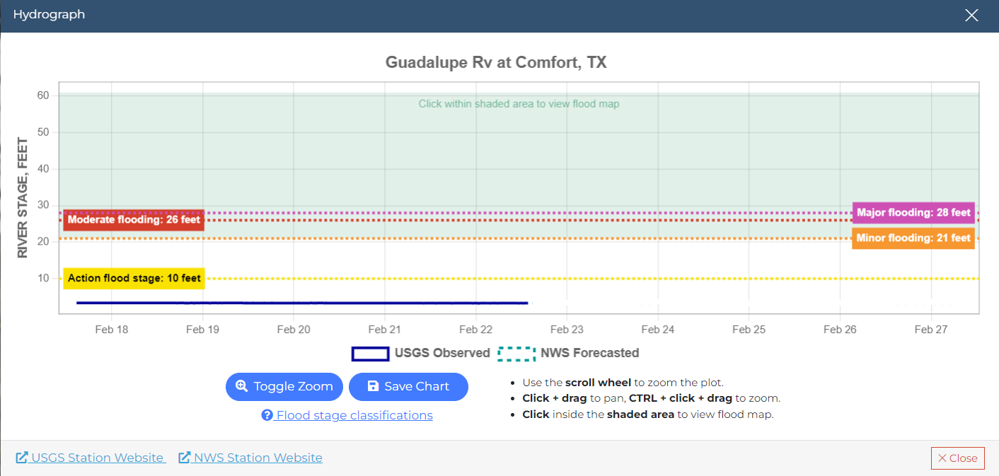 Hydrograph
Guadalupe Rv at Comfort, TX
Click within shaded area to view flood map
RIVER STAGE, FEET
60
50
40
30
20
10
Major flooding: 28 feet
Moderate flooding: 26 feet
Minor flooding: 21 feet
Action flood stage: 10 feet
Feb 18 Feb 19 Feb 20 Feb 21 Feb 22 Feb 23 Feb 24 Feb 25 Feb 26 Feb 27
USGS Observed NWS Forecasted
Toggle Zoom Save Chart
Flood stage classifications
Use the scroll wheel to zoom the plot.
Click + drag to pan, CTRL + click + drag to zoom.
Click inside the shaded area to view flood map.
USGS Station Website NWS Station Website
Close